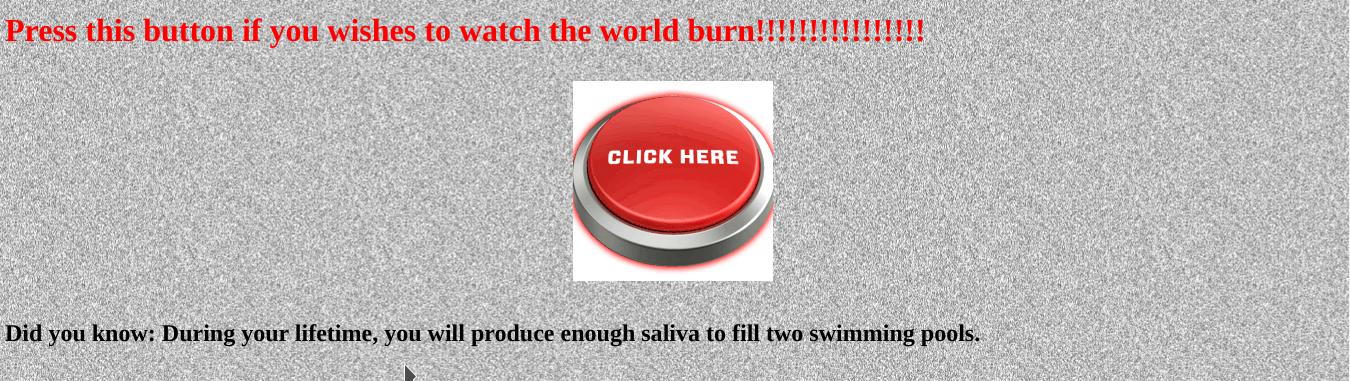 Press this button if you wishes to watch the world burn!!!!!!!!!!!!!!!!
CLICK HERE
Did you know: During your lifetime, you will produce enough saliva to fill two swimming pools.